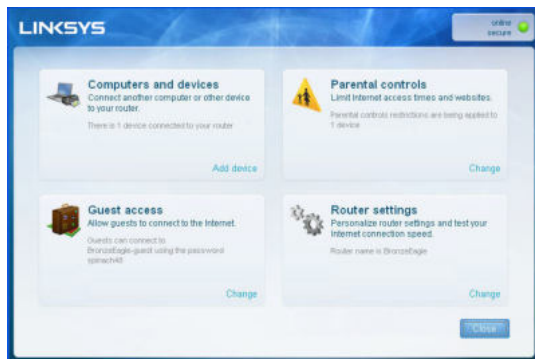 LINKSYS
online
secure
Computers and devices
Connect another computer or other device
to your router.
There is 1 device connected to your router
Add device
Parental controls
Limit Internet access times and websites.
Parental controls restrictions are being applied to
1 device
Change
Guest access
Allow guests to connect to the Internet.
Guests can connect to
BronzeEagle-guest using the password
spinach48
Change
Router settings
Personalize router settings and test your
Internet connection speed.
Router name is BronzeEagle
Change
Close